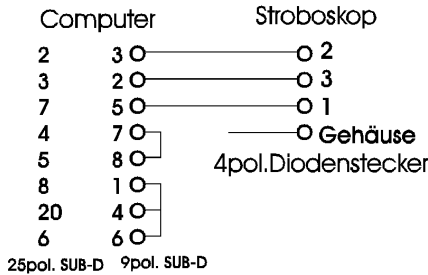 Computer Stroboskop
2 3 2
3 2 3
7 5 1
4 7 Gehäuse
5 8 4pol.Diodenstecker
8 1
20 4
6 6
25pol. SUB-D 9pol. SUB-D